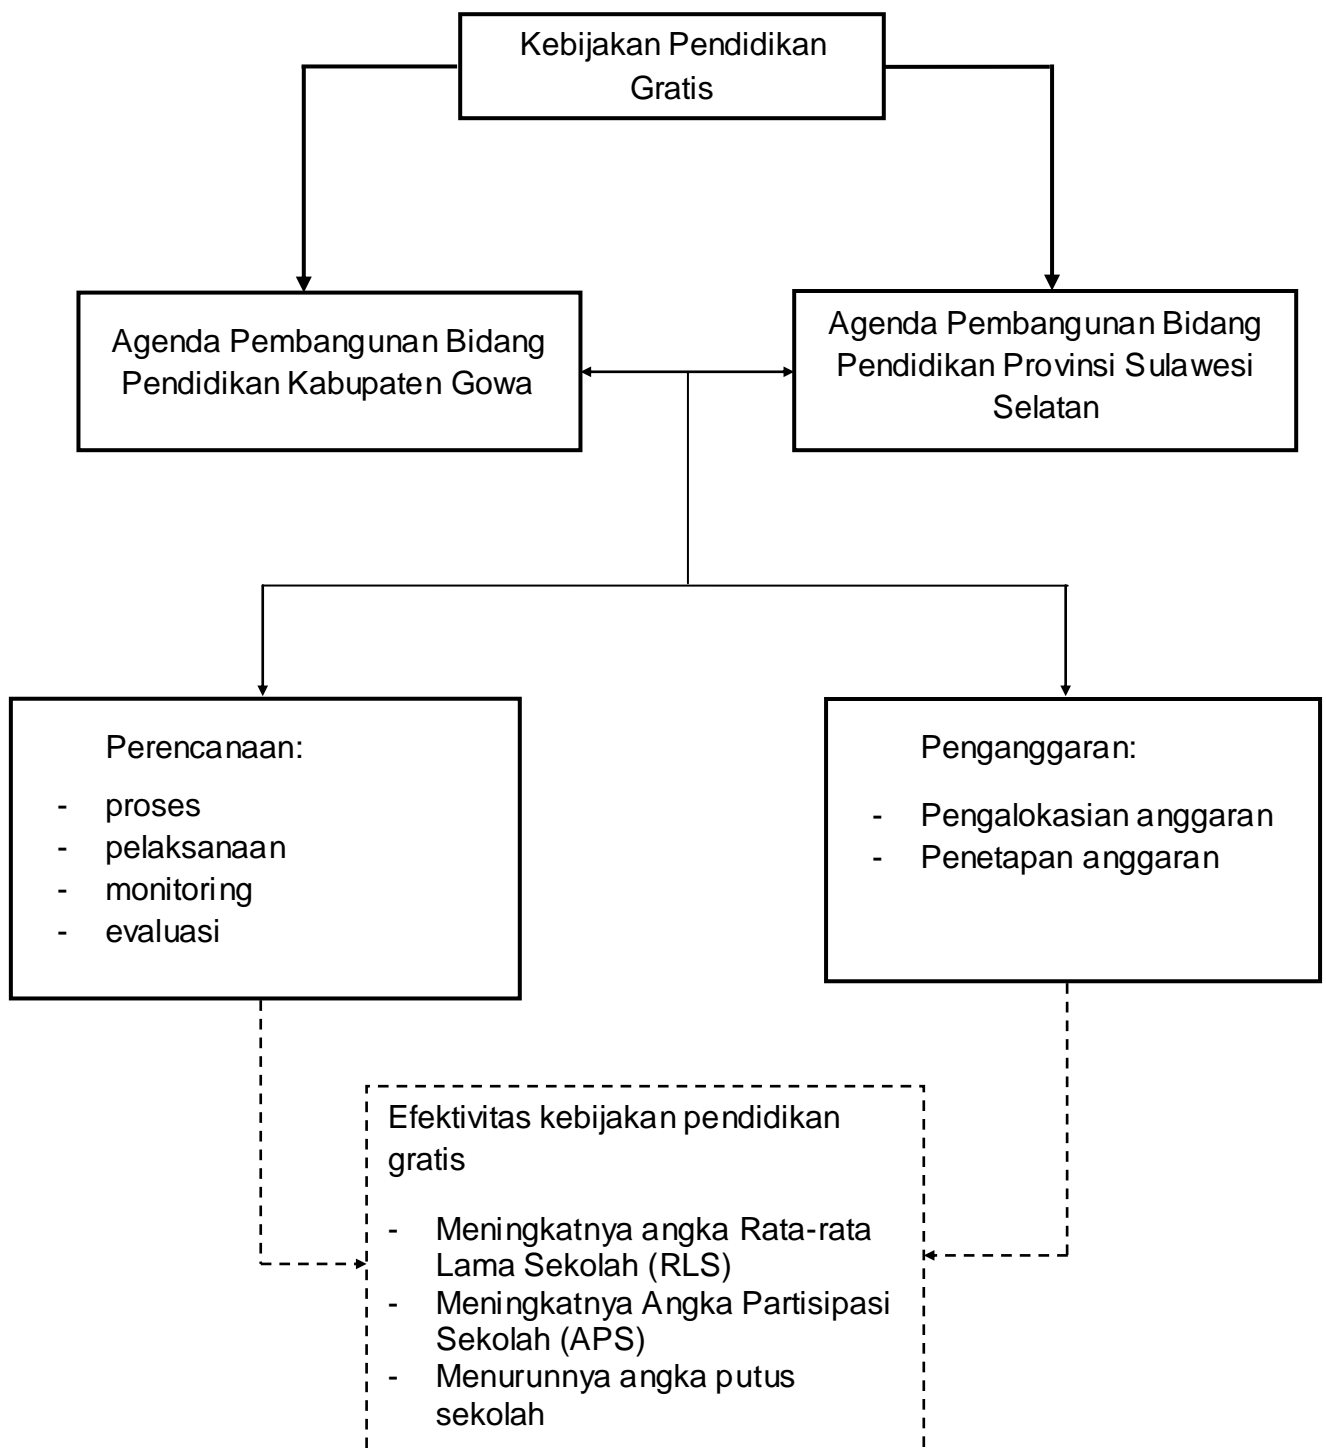 Kebijakan Pendidikan
Gratis
Agenda Pembangunan Bidang
Pendidikan Kabupaten Gowa
Agenda Pembangunan Bidang
Pendidikan Provinsi Sulawesi
Selatan
Perencanaan:
- proses
- pelaksanaan
- monitoring
- evaluasi
Penganggaran:
- Pengalokasian anggaran
- Penetapan anggaran
Efektivitas kebijakan pendidikan
gratis
- Meningkatnya angka Rata-rata
Lama Sekolah (RLS)
- Meningkatnya Angka Partisipasi
Sekolah (APS)
- Menurunnya angka putus
sekolah